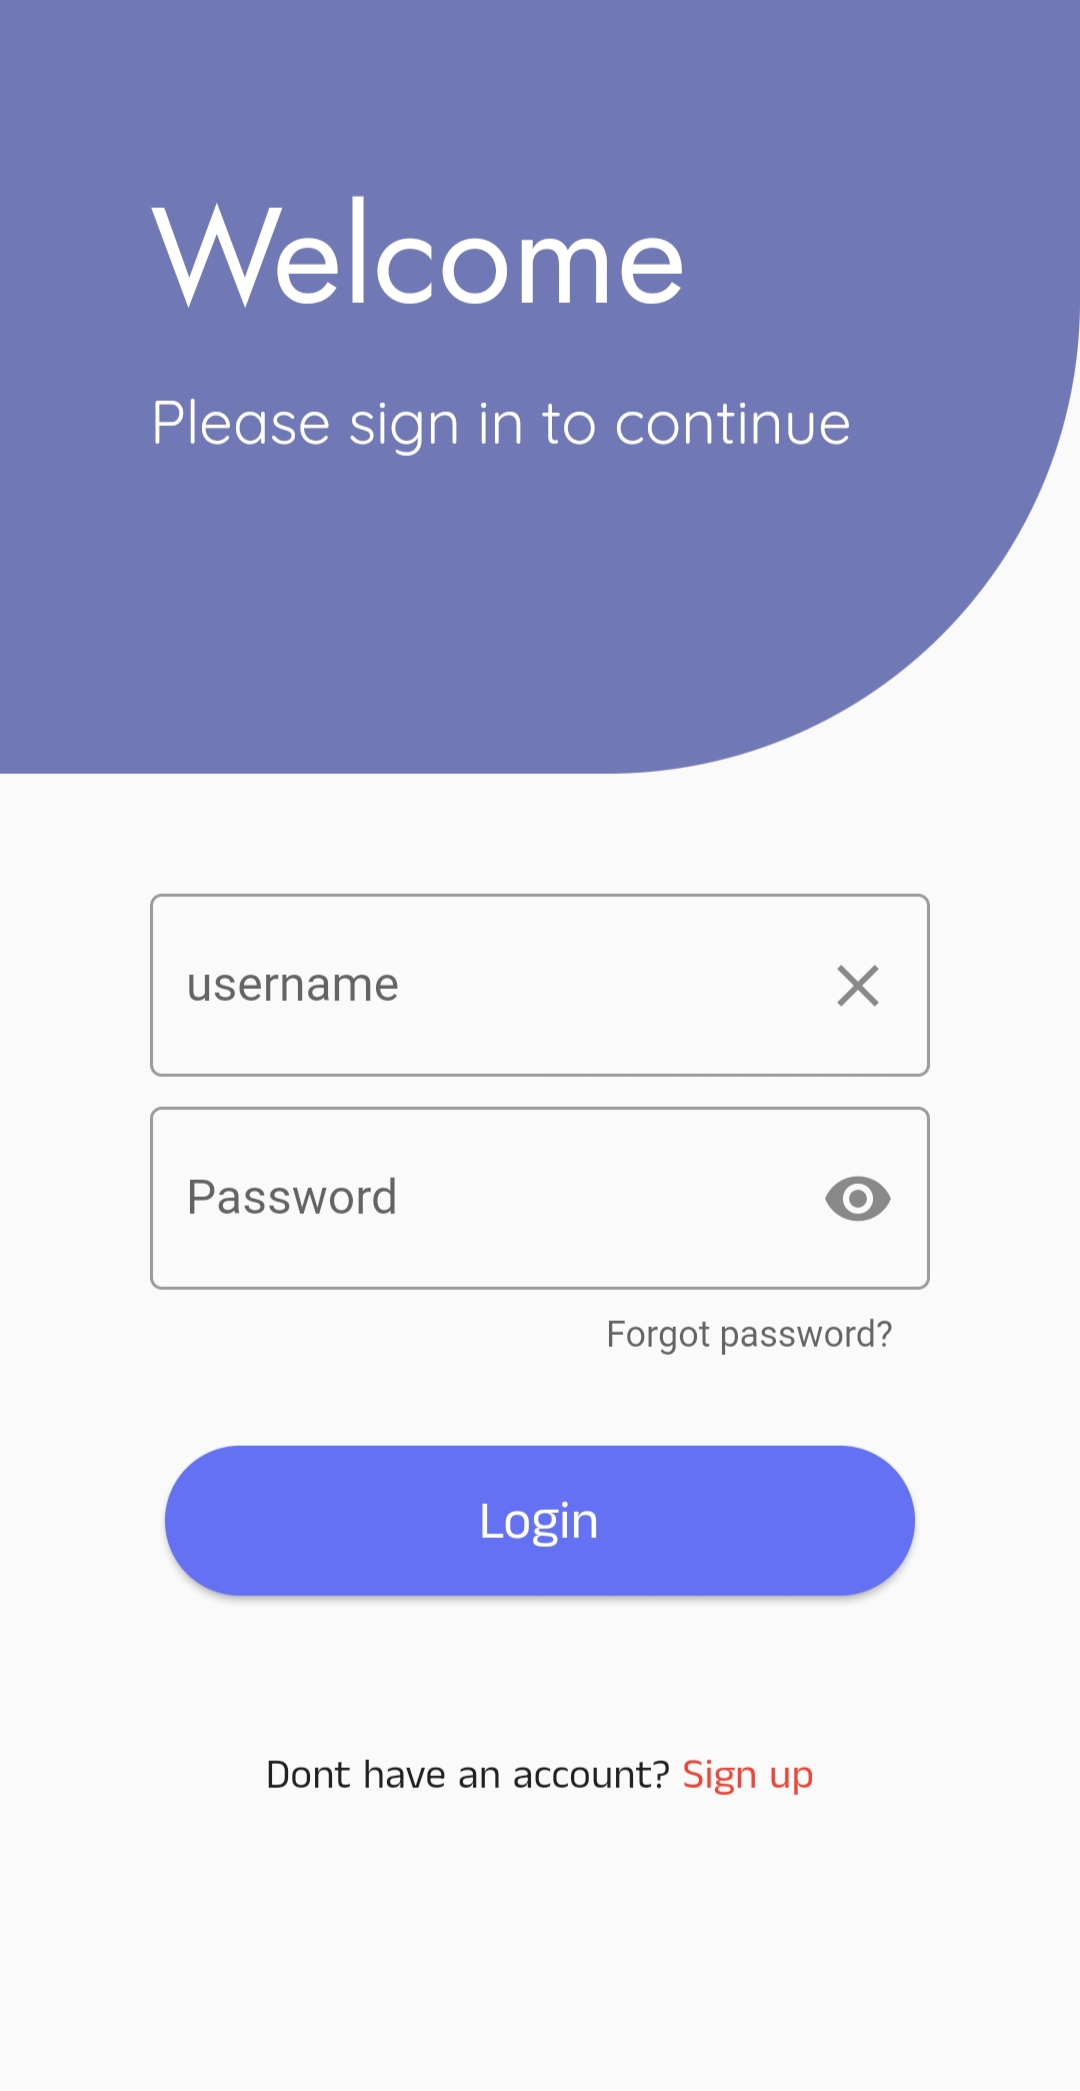 Welcome
Please sign in to continue
username
Password
Forgot password?
Login
Dont have an account? Sign up